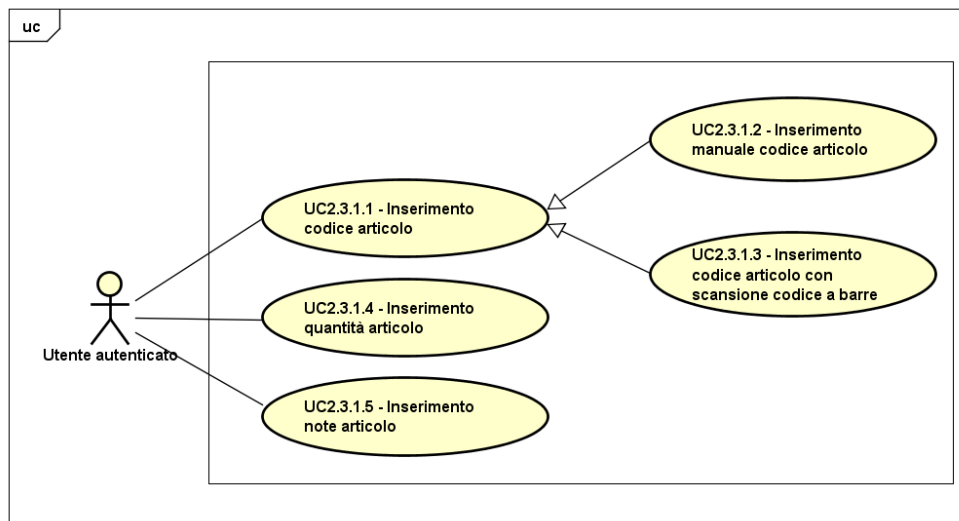 uc
UC2.3.1.2 - Inserimento
manuale codice articolo
UC2.3.1.1 - Inserimento
codice articolo
UC2.3.1.3 - Inserimento
codice articolo con
scansione codice a barre
UC2.3.1.4 - Inserimento
quantità articolo
Utente autenticato
UC2.3.1.5 - Inserimento
note articolo